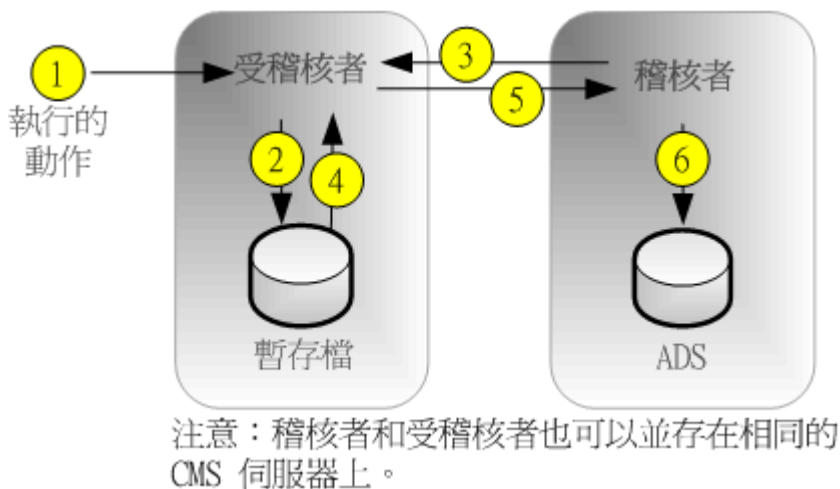 1
執行的
動作
受稽核者
3
5
稽核者
2
4
6
暫存檔
ADS
注意：稽核者和受稽核者也可以並存在相同的
CMS 伺服器上。